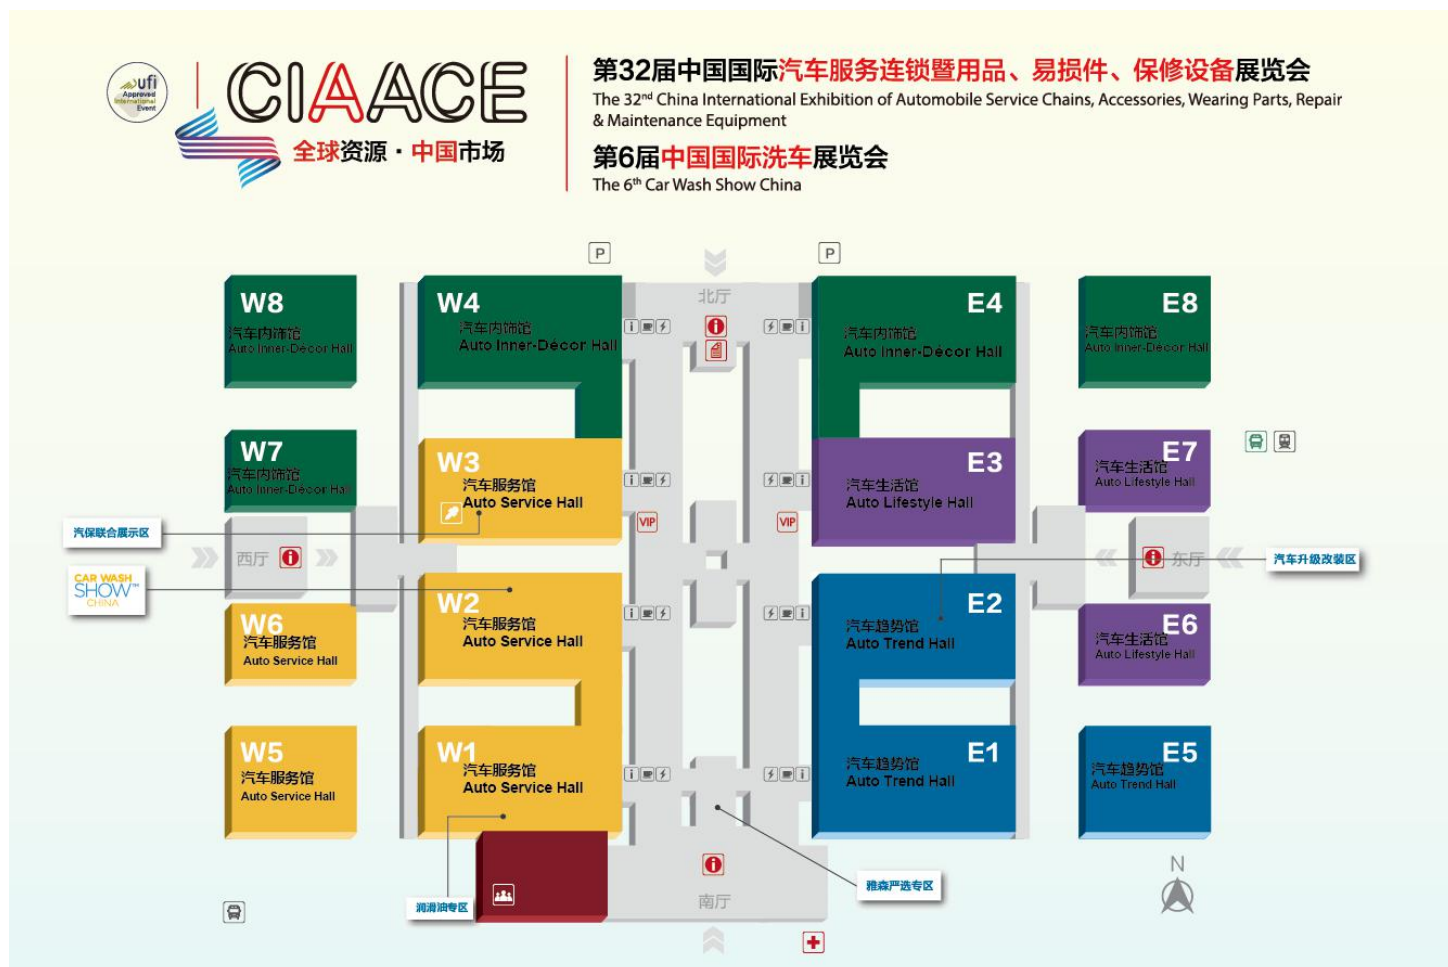 ufi
Approved
International
Event
CIAACE
全球资源·中国市场
第32届中国国际汽车服务连锁暨用品、易损件、保修设备展览会
The 32nd China International Exhibition of Automobile Service Chains, Accessories, Wearing Parts, Repair
& Maintenance Equipment
第6届中国国际洗车展览会
The 6th Car Wash Show China
P
P
北厅
W8
汽车内饰馆
Auto Inner-Décor Hall
W4
汽车内饰馆
Auto Inner-Décor Hall
E4
汽车内饰馆
Auto Inner-Décor Hall
E8
汽车内饰馆
Auto Inner-Décor Hall
W7
汽车内饰馆
Auto Inner-Décor Hall
W3
汽车服务馆
Auto Service Hall
E3
汽车生活馆
Auto Lifestyle Hall
E7
汽车生活馆
Auto Lifestyle Hall
汽保联合展示区
VIP
VIP
西厅
东厅
汽车升级改装区
CAR WASH
SHOW™
CHINA
W6
汽车服务馆
Auto Service Hall
W2
汽车服务馆
Auto Service Hall
E2
汽车趋势馆
Auto Trend Hall
E6
汽车生活馆
Auto Lifestyle Hall
W5
汽车服务馆
Auto Service Hall
W1
汽车服务馆
Auto Service Hall
E1
汽车趋势馆
Auto Trend Hall
E5
汽车趋势馆
Auto Trend Hall
润滑油专区
雅森严选专区
南厅
N